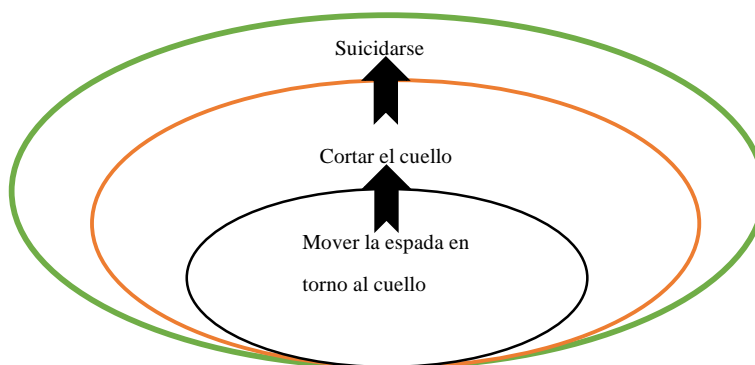 Suicidarse
Cortar el cuello
Mover la espada en
torno al cuello